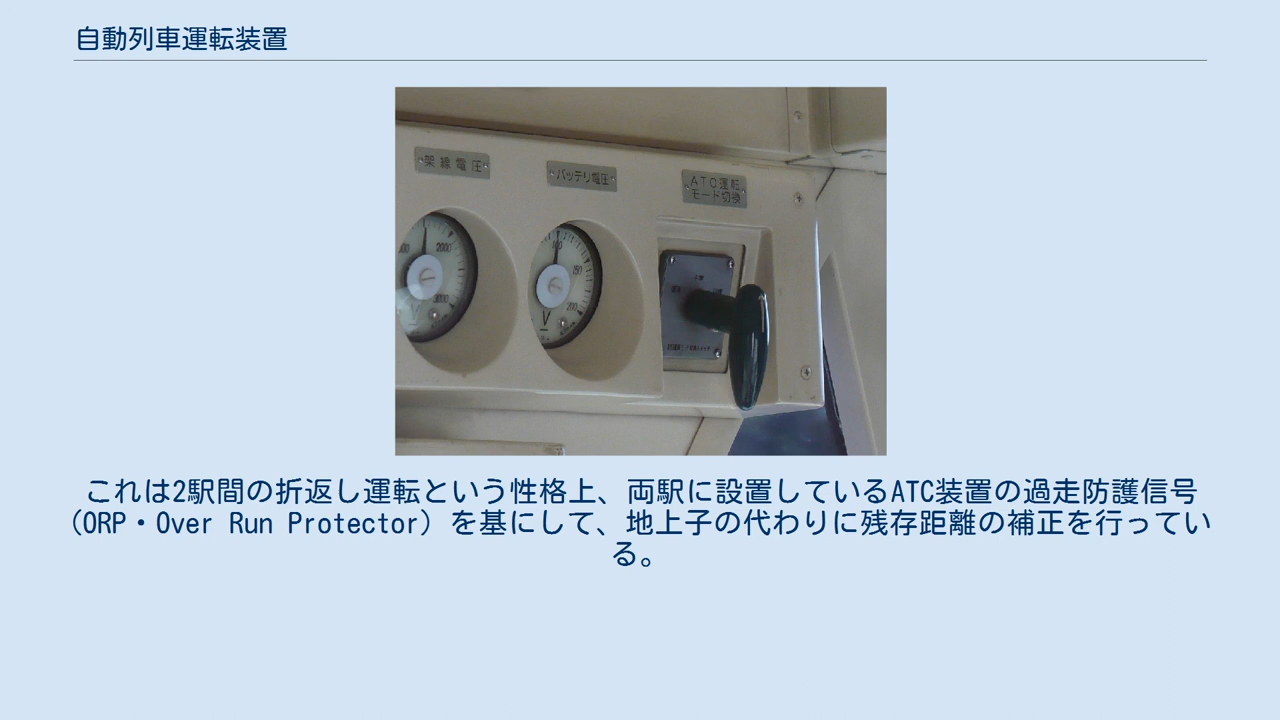 自動列車運転装置
架線電圧
バッテリ電圧
ATC運転
モード切換
2000
3000
V
150
200
V
これは2駅間の折返し運転という性格上、両駅に設置しているATC装置の過走防護信号
（ORP・Over Run Protector）を基にして、地上子の代わりに残存距離の補正を行ってい
る。